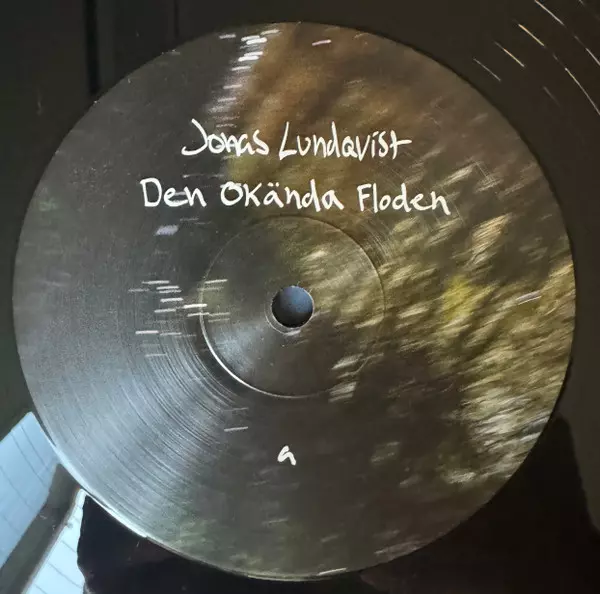 Jonas Lundqvist
Den Okända Floden
a